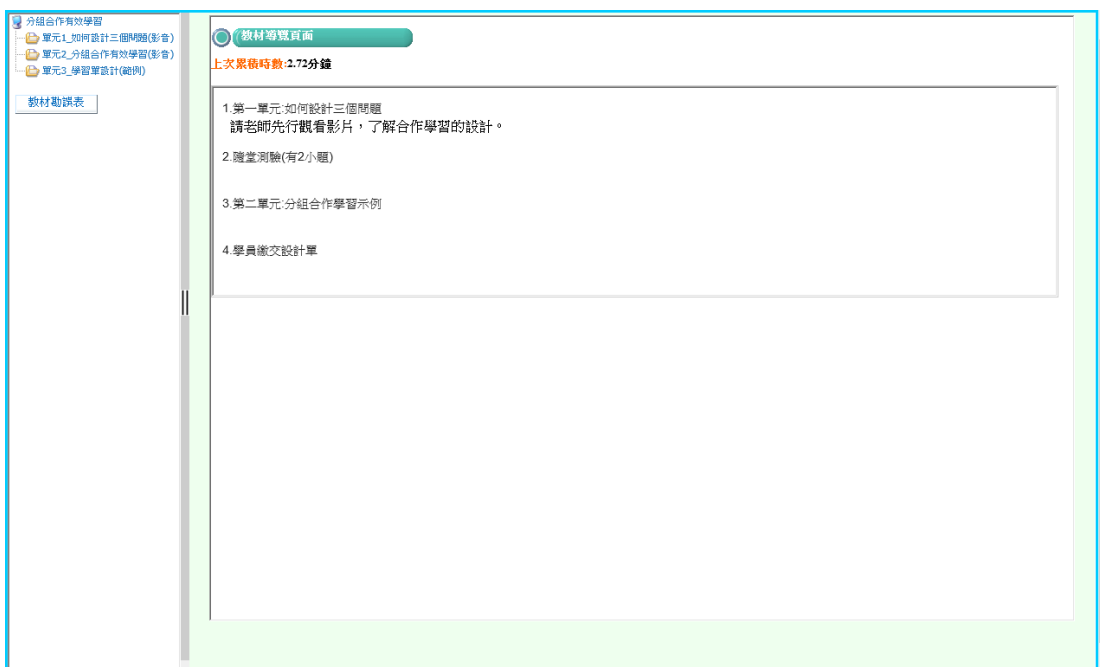 分組合作有效學習
單元1_如何設計三個問題(影音)
單元2_分組合作有效學習(影音)
單元3_學習單設計(範例)
教材勘誤表
教材導覽頁面
上次累積時數:2.72分鐘
1.第一單元:如何設計三個問題
請老師先行觀看影片，了解合作學習的設計。
2.隨堂測驗(有2小題)
3.第二單元:分組合作學習示例
4.學員繳交設計單